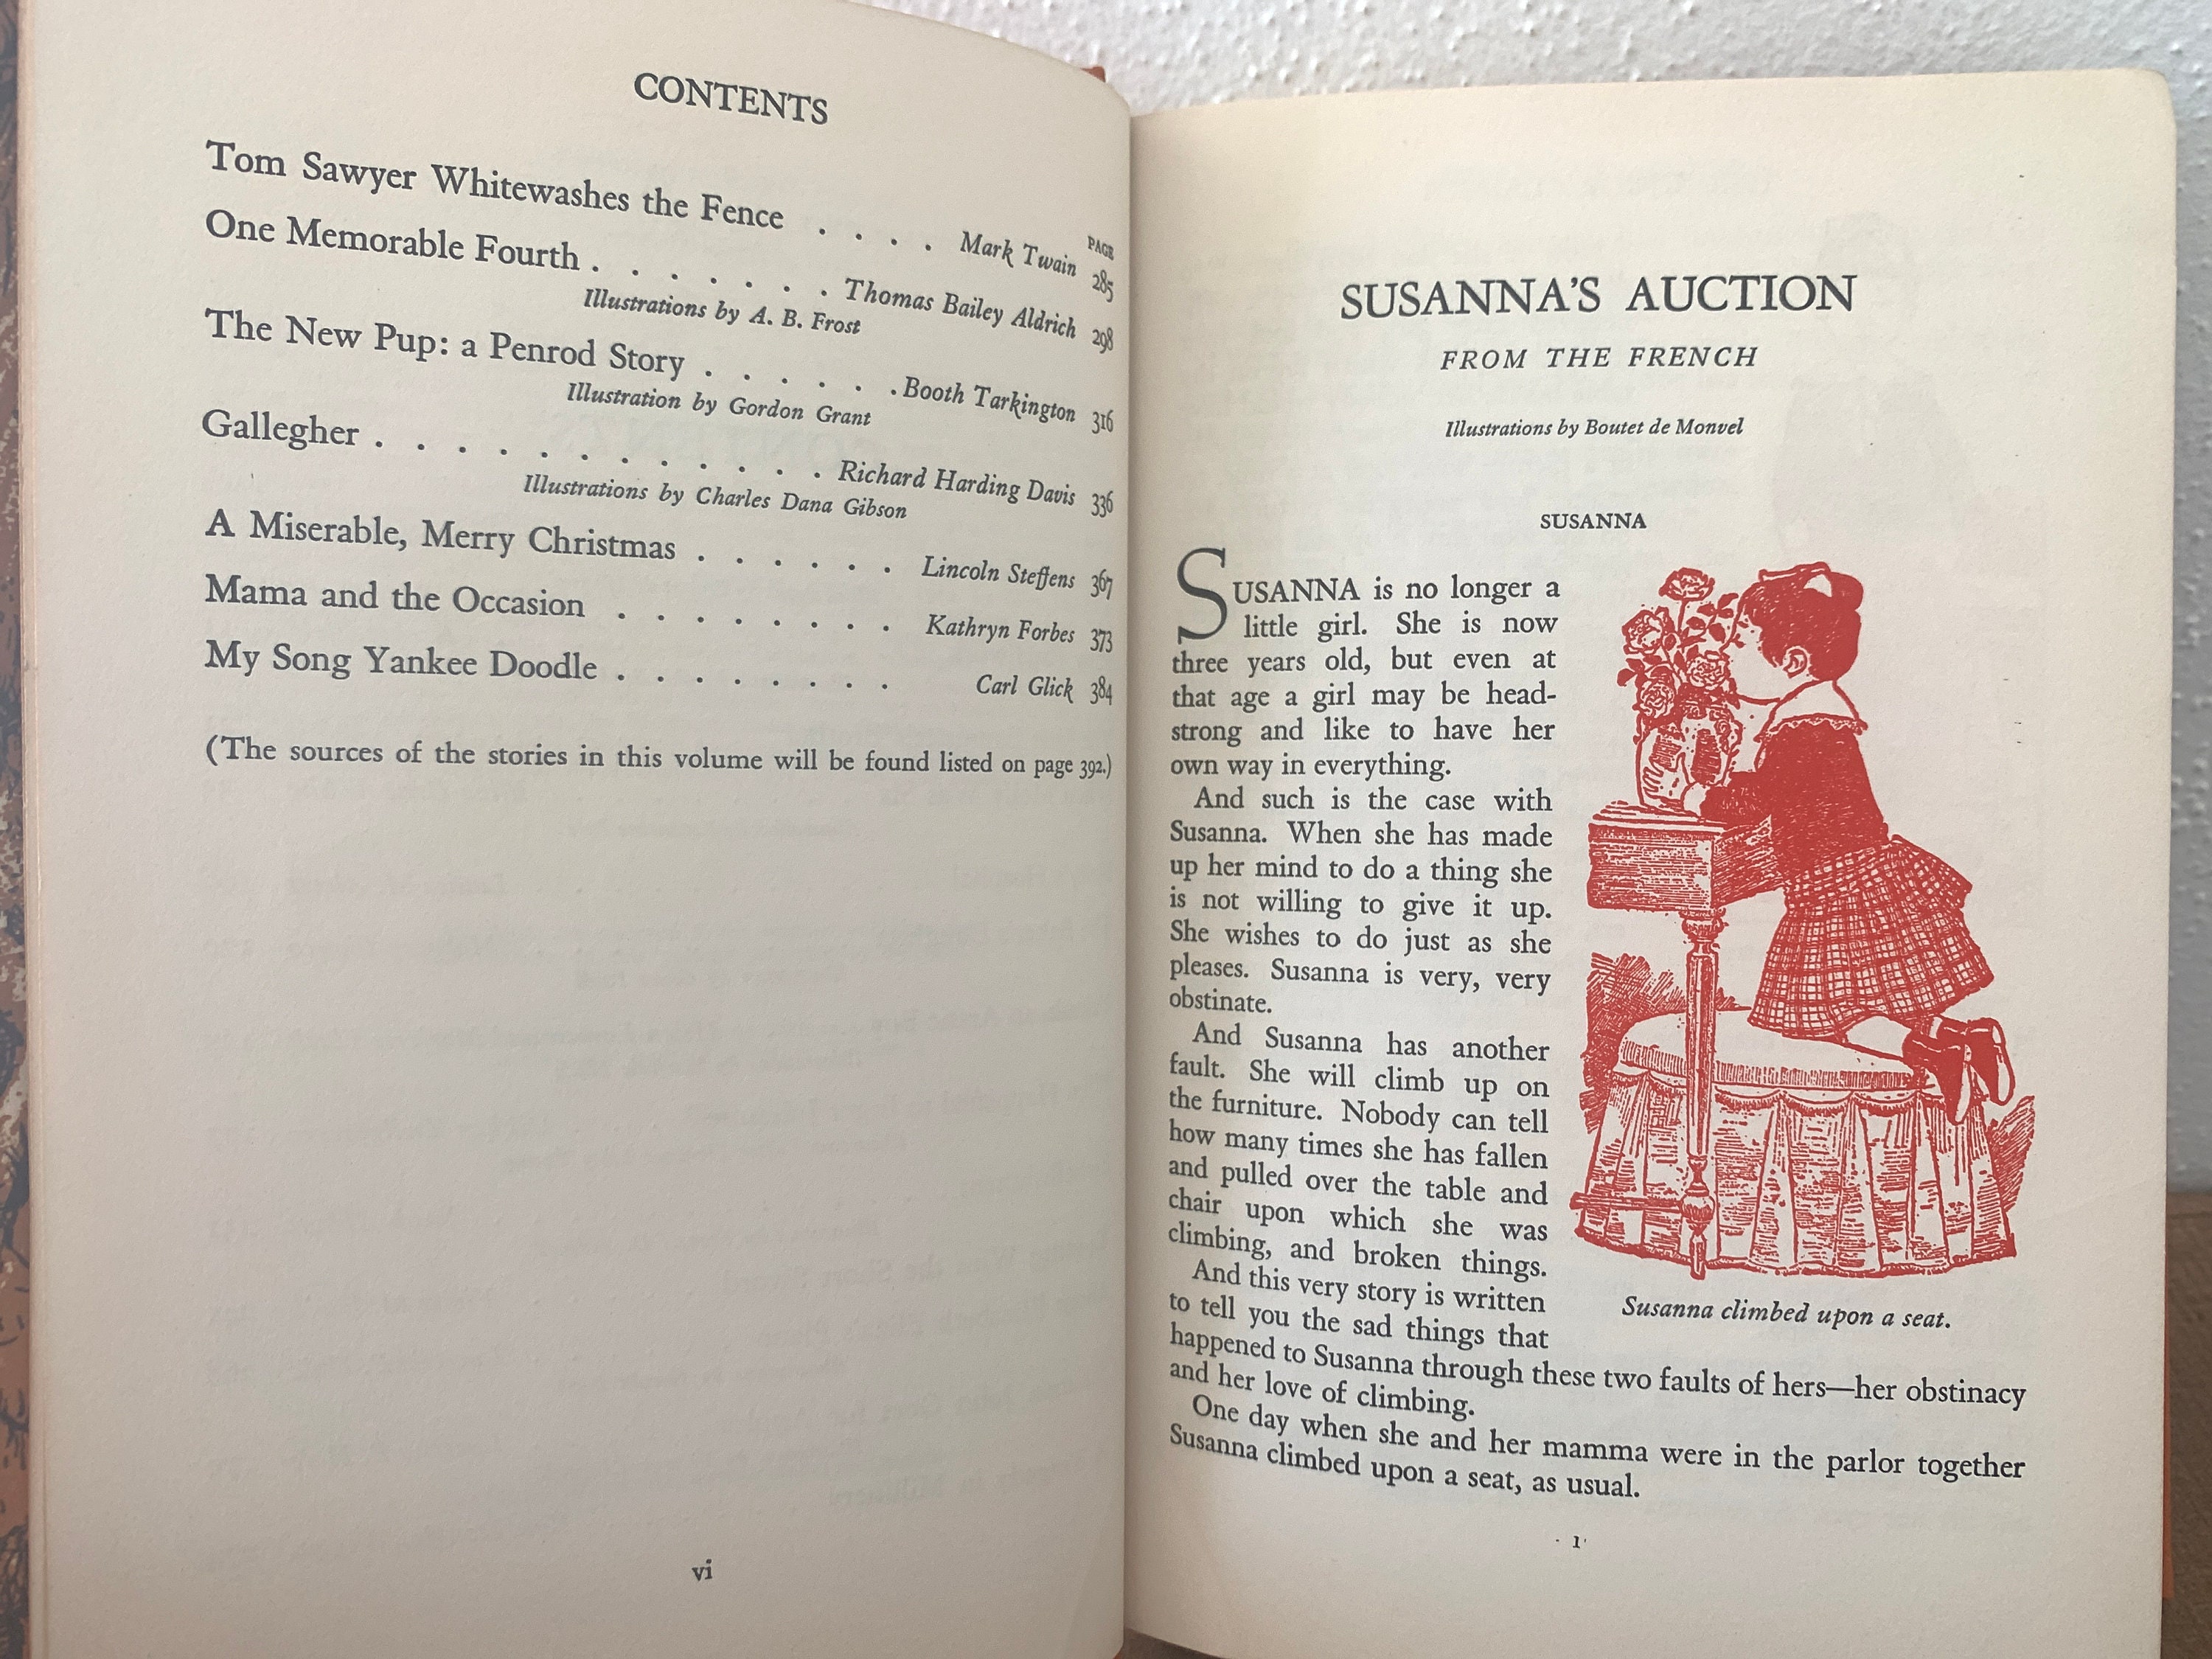 CONTENTS
PAGE
Tom Sawyer Whitewashes the Fence . . . . Mark Twain 285
One Memorable Fourth . . . . . . . Thomas Bailey Aldrich 298
Illustrations by A. B. Frost
The New Pup: a Penrod Story . . . . . . Booth Tarkington 316
Illustration by Gordon Grant
Gallegher . . . . . . . . . . . . Richard Harding Davis 336
Illustrations by Charles Dana Gibson
A Miserable, Merry Christmas . . . . . . Lincoln Steffens 367
Mama and the Occasion . . . . . . . . Kathryn Forbes 373
My Song Yankee Doodle . . . . . . . . Carl Glick 384
(The sources of the stories in this volume will be found listed on page 392.)
vi
SUSANNA'S AUCTION
FROM THE FRENCH
Illustrations by Boutet de Monvel
SUSANNA
SUSANNA is no longer a
little girl. She is now
three years old, but even at
that age a girl may be head-
strong and like to have her
own way in everything.
And such is the case with
Susanna. When she has made
up her mind to do a thing she
is not willing to give it up.
She wishes to do just as she
pleases. Susanna is very, very
obstinate.
And Susanna has another
fault. She will climb up on
the furniture. Nobody can tell
how many times she has fallen
and pulled over the table and
chair upon which she was
climbing, and broken things.
And this very story is written
to tell you the sad things that
happened to Susanna through these two faults of hers—her obstinacy
and her love of climbing.
One day when she and her mamma were in the parlor together
Susanna climbed upon a seat, as usual.
Susanna climbed upon a seat.
1